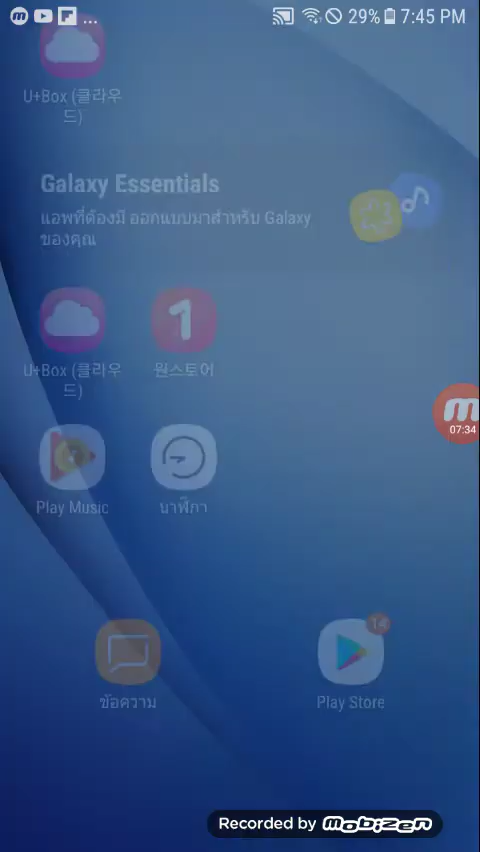 ... 29% 7:45 PM
U+Box (클라우
드)
Galaxy Essentials
แอพที่ต้องมี ออกแบบมาสำหรับ Galaxy
ของคุณ
U+Box (클라우
드)
1
원스토어
07:34
Play Music
นาฬิกา
14
ข้อความ
Play Store
Recorded by mobizen